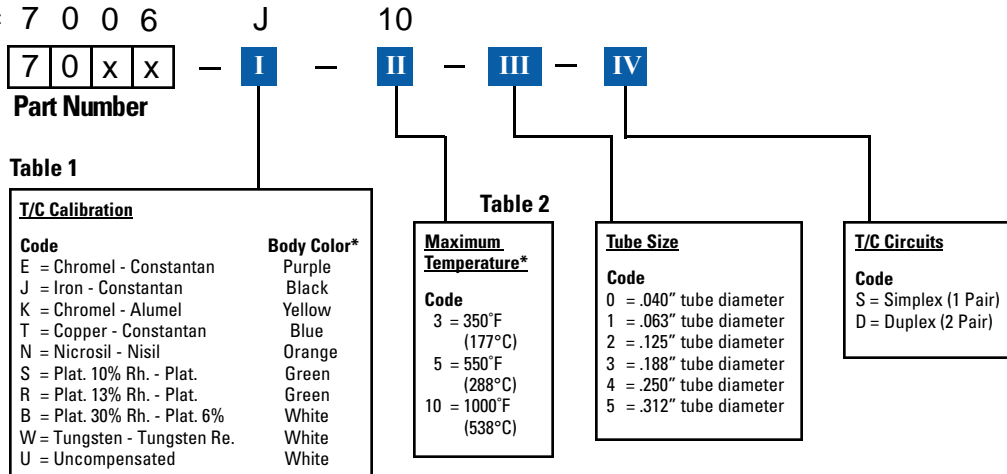 : 7 0 0 6 J 10
7 0 x x – I – II – III – IV
Part Number
Table 1
T/C Calibration
Code Body Color*
E = Chromel - Constantan Purple
J = Iron - Constantan Black
K = Chromel - Alumel Yellow
T = Copper - Constantan Blue
N = Nicrosil - Nisil Orange
S = Plat. 10% Rh. - Plat. Green
R = Plat. 13% Rh. - Plat. Green
B = Plat. 30% Rh. - Plat. 6% White
W = Tungsten - Tungsten Re. White
U = Uncompensated White
Table 2
Maximum
Temperature*
Code
3 = 350˚F
(177°C)
5 = 550˚F
(288°C)
10 = 1000˚F
(538°C)
Tube Size
Code
0 = .040” tube diameter
1 = .063” tube diameter
2 = .125” tube diameter
3 = .188” tube diameter
4 = .250” tube diameter
5 = .312” tube diameter
T/C Circuits
Code
S = Simplex (1 Pair)
D = Duplex (2 Pair)